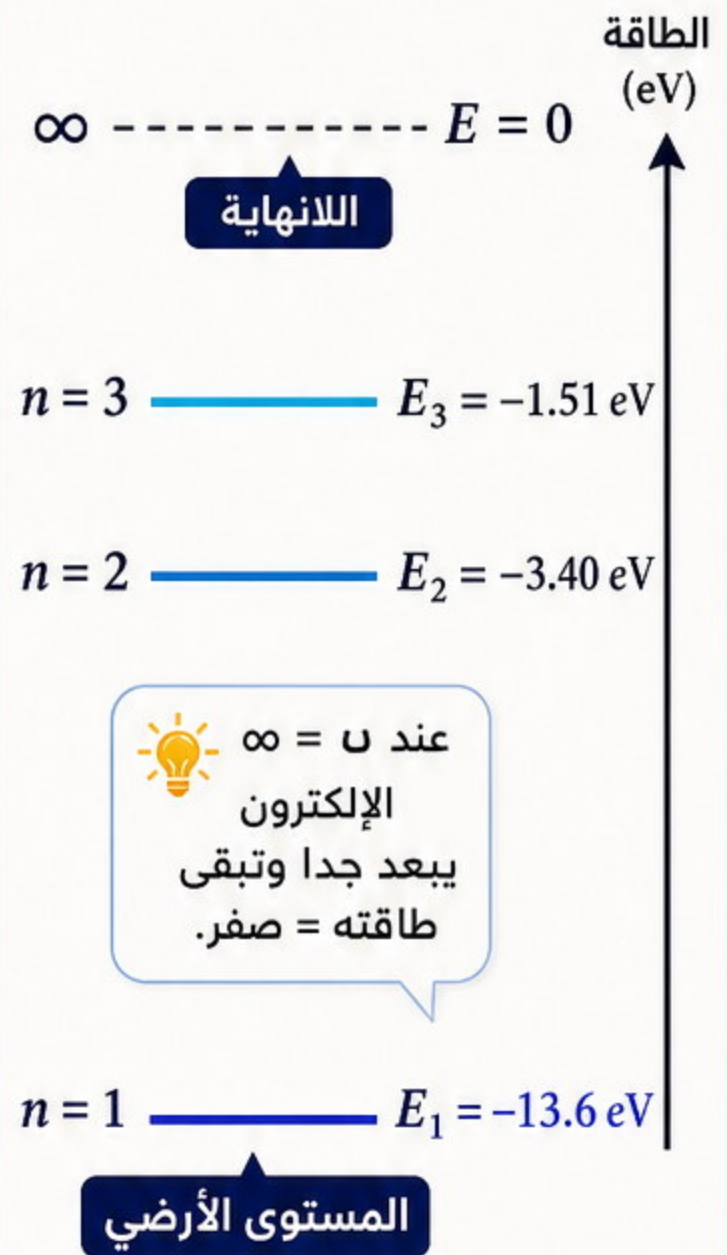 الطاقة
(eV)
∞ ----------- E = 0
اللانهاية
n = 3 E₃ = −1.51 eV
n = 2 E₂ = −3.40 eV
عند ن = ∞
الإلكترون
يبعد جدا وتبقى
طاقته = صفر.
n = 1 E₁ = −13.6 eV
المستوى الأرضي